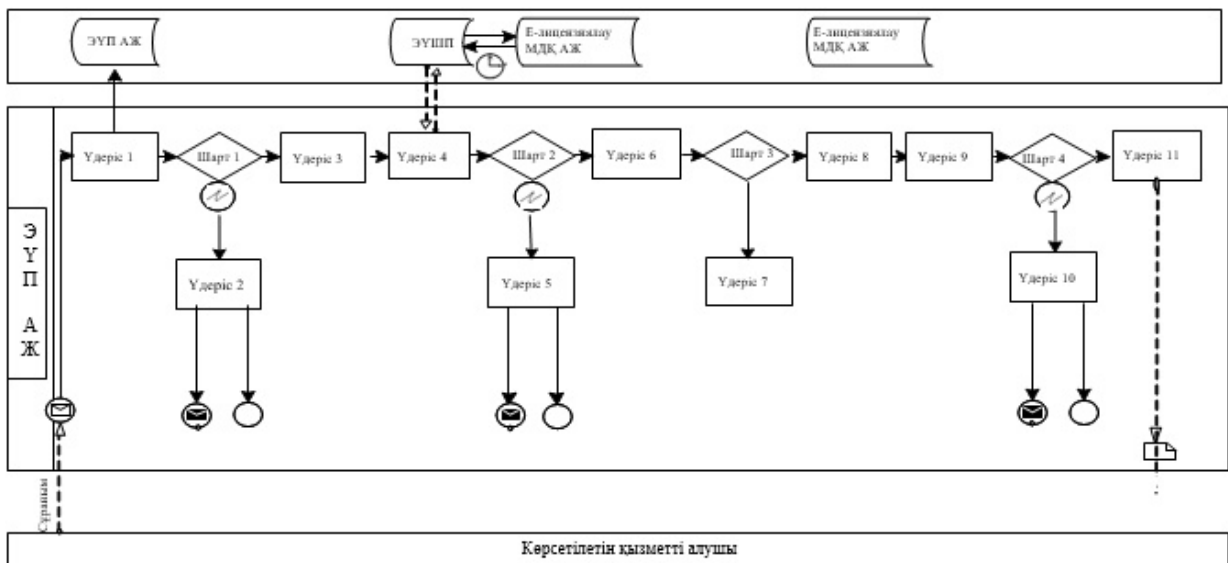 ЭҮП АЖ
ЭҮШП
Е-лицензиялау
МДҚ АЖ
Е-лицензиялау
МДҚ АЖ
Үдеріс 1
Шарт 1
Үдеріс 3
Үдеріс 4
Шарт 2
Үдеріс 6
Шарт 3
Үдеріс 8
Үдеріс 9
Шарт 4
Үдеріс 11
ЭҮП АЖ
Үдеріс 2
Үдеріс 5
Үдеріс 7
Үдеріс 10
Сұраным
Көрсетілетін қызметті алушы